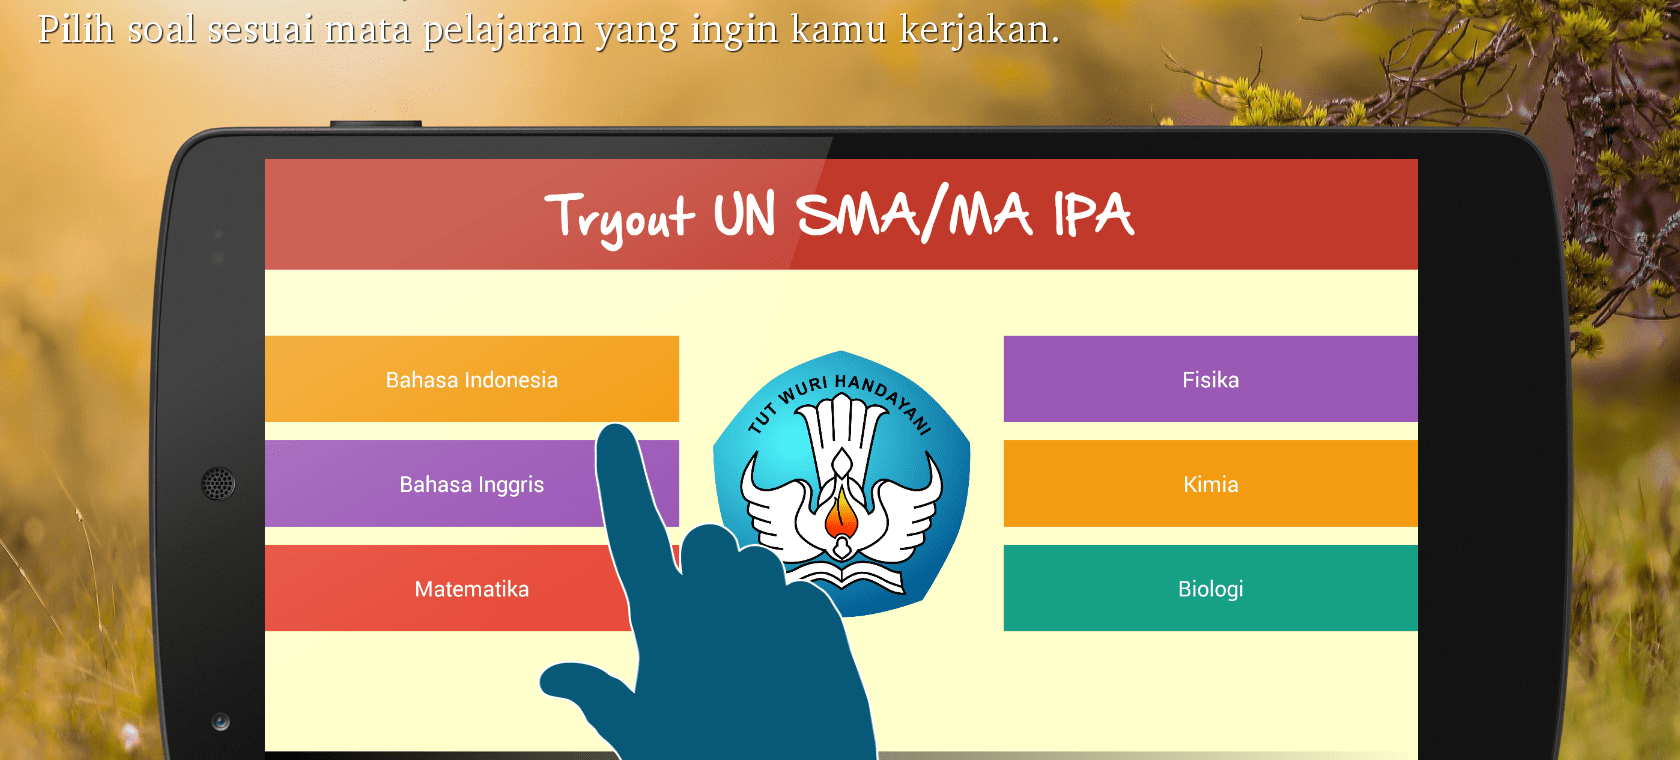 Pilih soal sesuai mata pelajaran yang ingin kamu kerjakan.
Tryout UN SMA/MA IPA
Bahasa Indonesia
Bahasa Inggris
Matematika
TUT WURI HANDAYANI
Fisika
Kimia
Biologi